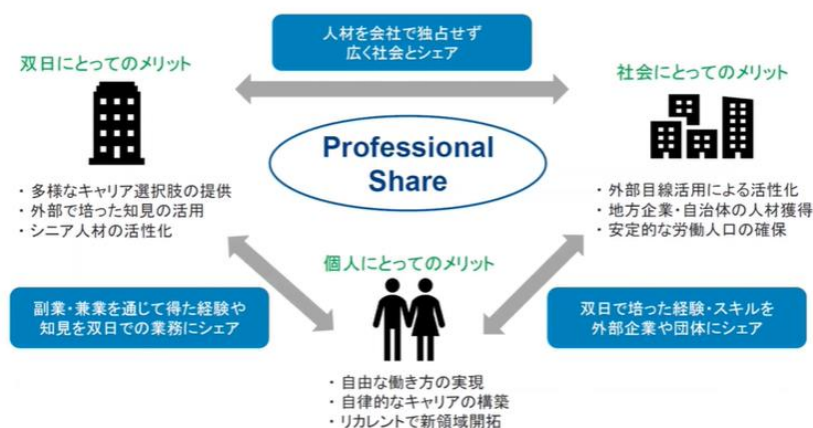 人材を会社で独占せず
広く社会とシェア
双日にとってのメリット
社会にとってのメリット
Professional
Share
・多様なキャリア選択肢の提供
・外部で培った知見の活用
・シニア人材の活性化
・外部目線活用による活性化
・地方企業・自治体の人材獲得
・安定的な労働人口の確保
個人にとってのメリット
副業・兼業を通じて得た経験や
知見を双日での業務にシェア
双日で培った経験・スキルを
外部企業や団体にシェア
・自由な働き方の実現
・自律的なキャリアの構築
・リカレントで新領域開拓